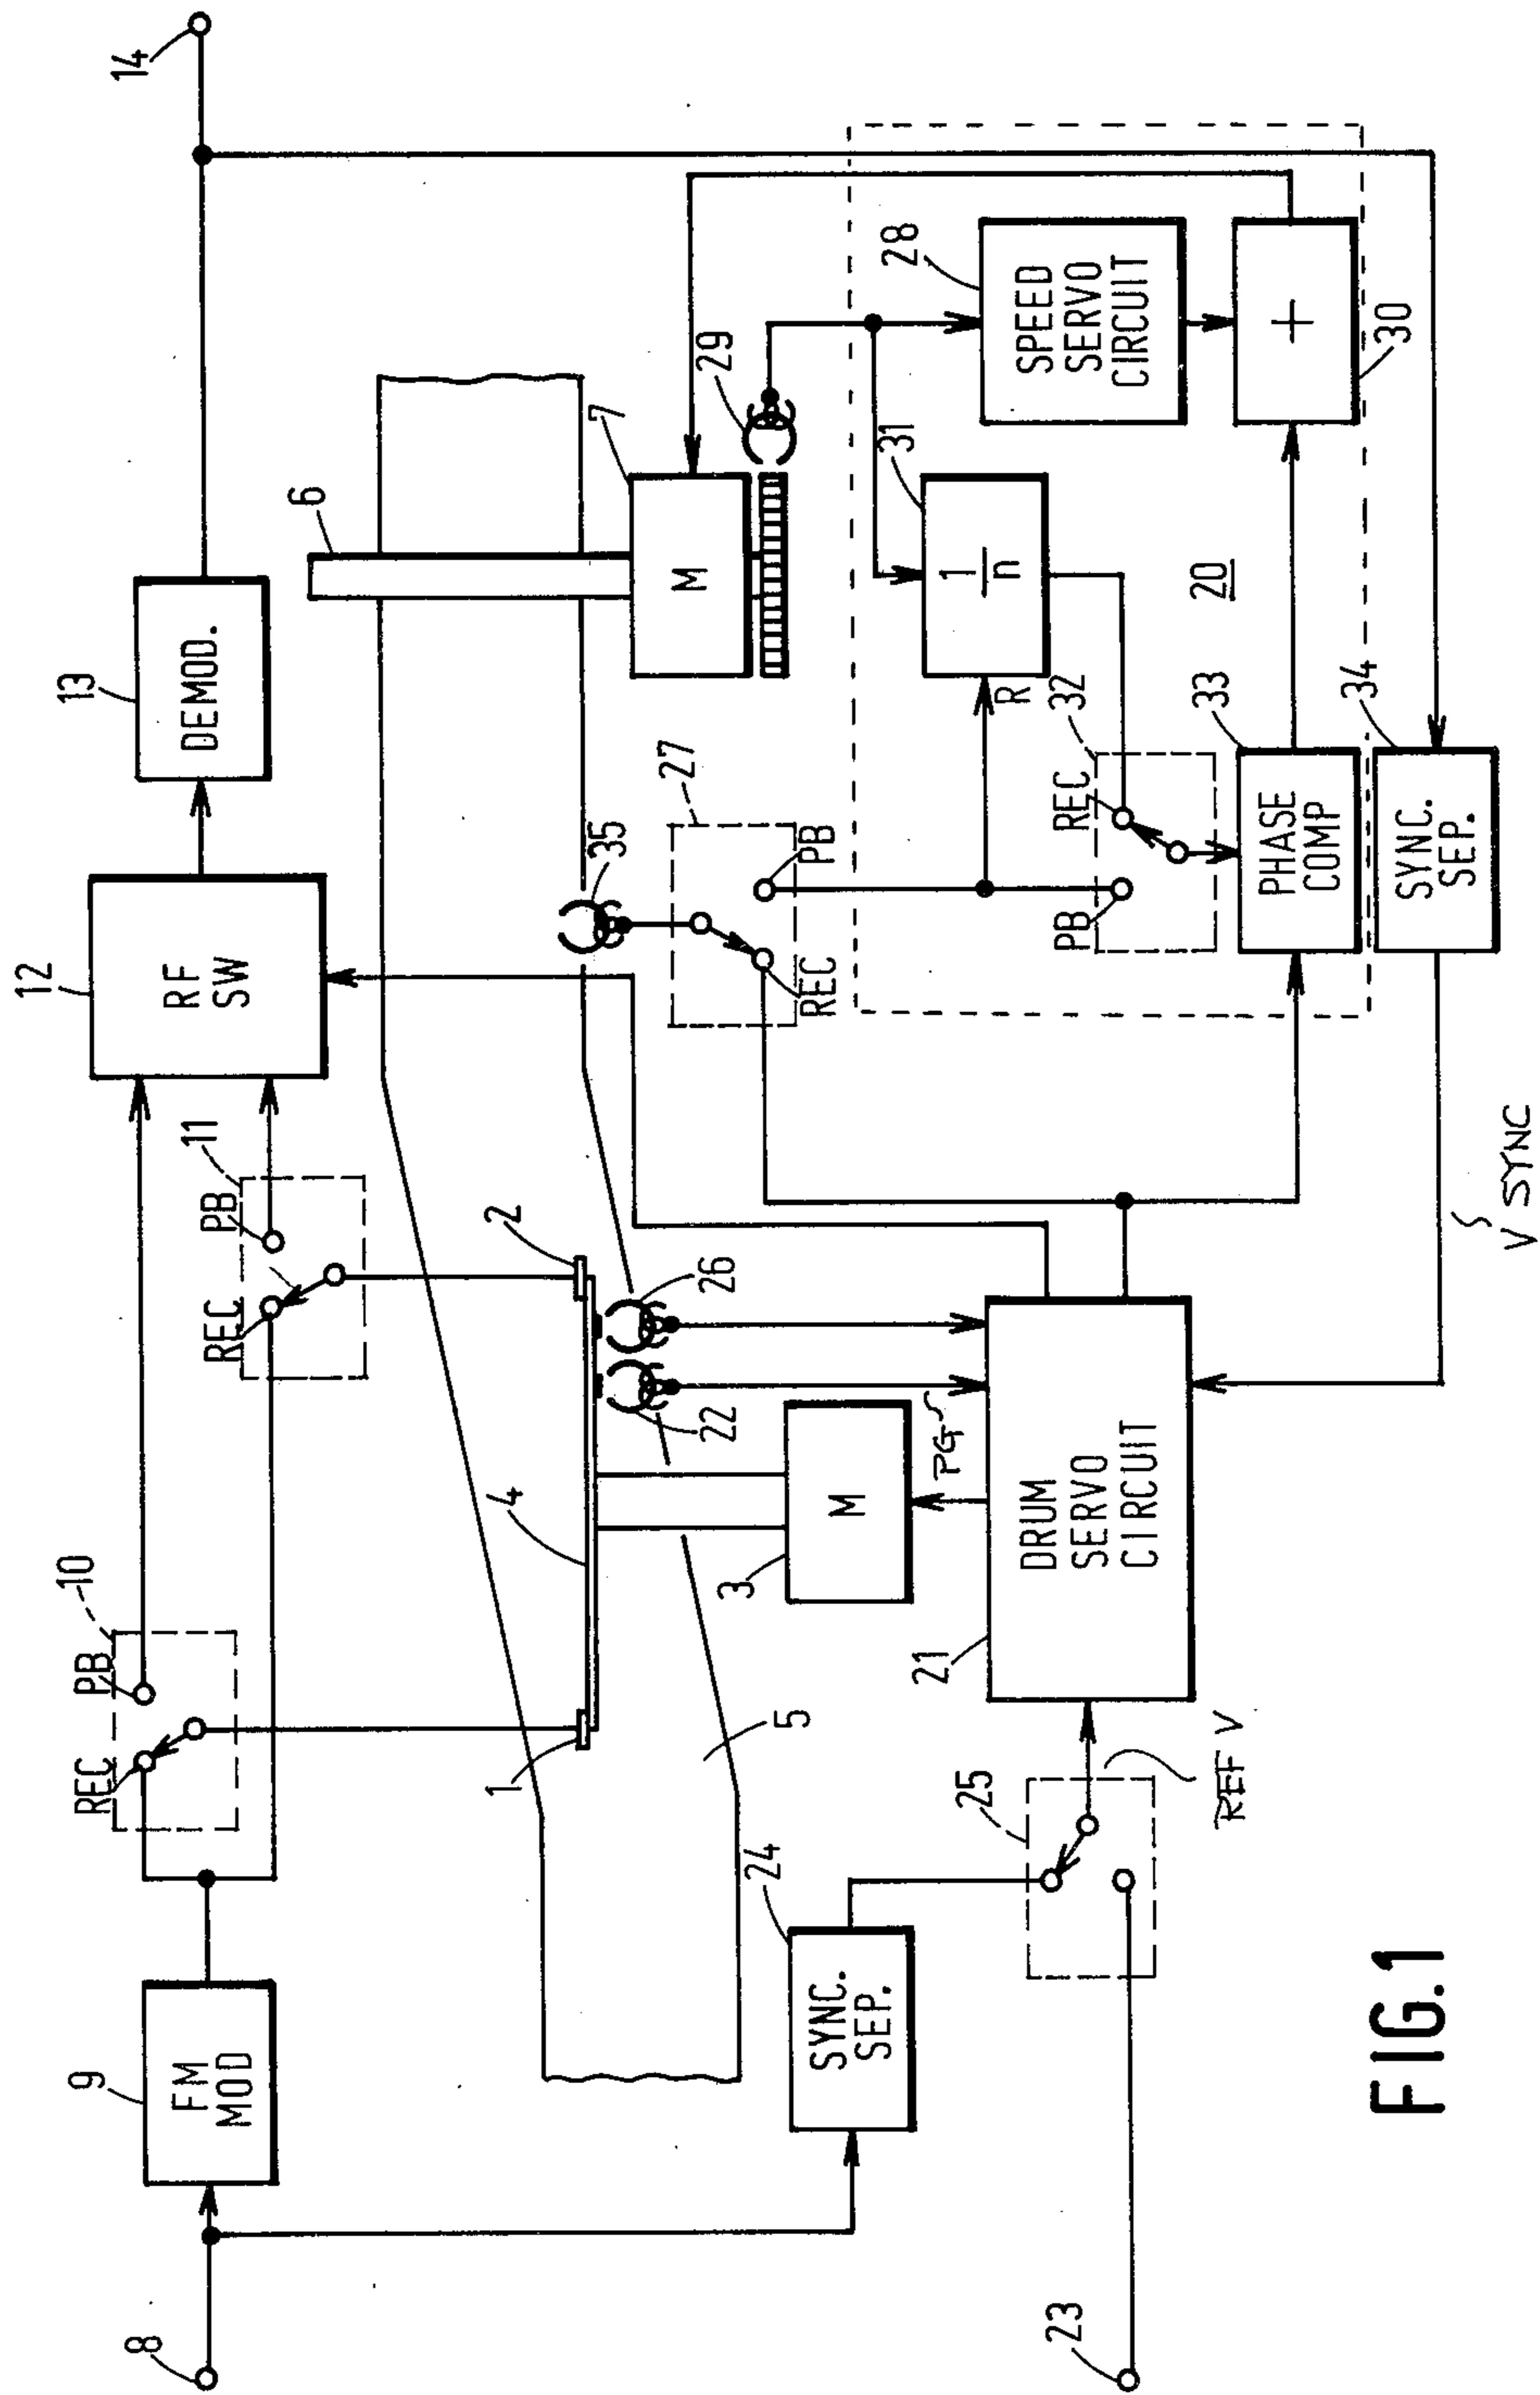 8
9
FM
MOD
10
REC
PB
11
REC
PB
12
RF
SW
13
DEMOD.
14
1
4
2
5
6
7
M
3
M
22
26
35
29
27
REC
PB
24
SYNC.
SEP.
25
REF V
23
21
DRUM
SERVO
CIRCUIT
PG
31
1
n
R
28
SPEED
SERVO
CIRCUIT
20
32
REC
PB
33
PHASE
COMP
30
+
34
SYNC.
SEP.
V SYNC
FIG.1